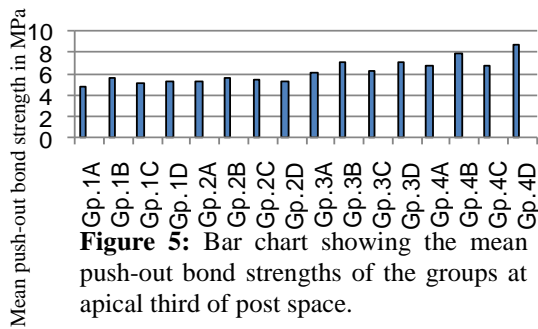 Mean push-out bond strength in MPa
10
8
6
4
2
0
Gp.1A
Gp.1B
Gp.1C
Gp.1D
Gp.2A
Gp.2B
Gp.2C
Gp.2D
Gp.3A
Gp.3B
Gp.3C
Gp.3D
Gp.4A
Gp.4B
Gp.4C
Gp.4D
Figure 5: Bar chart showing the mean
push-out bond strengths of the groups at
apical third of post space.